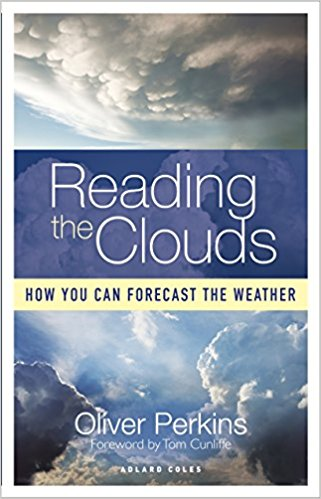 Reading
the Clouds
HOW YOU CAN FORECAST THE WEATHER
Oliver Perkins
Foreword by Tom Cunliffe
ADLARD COLES